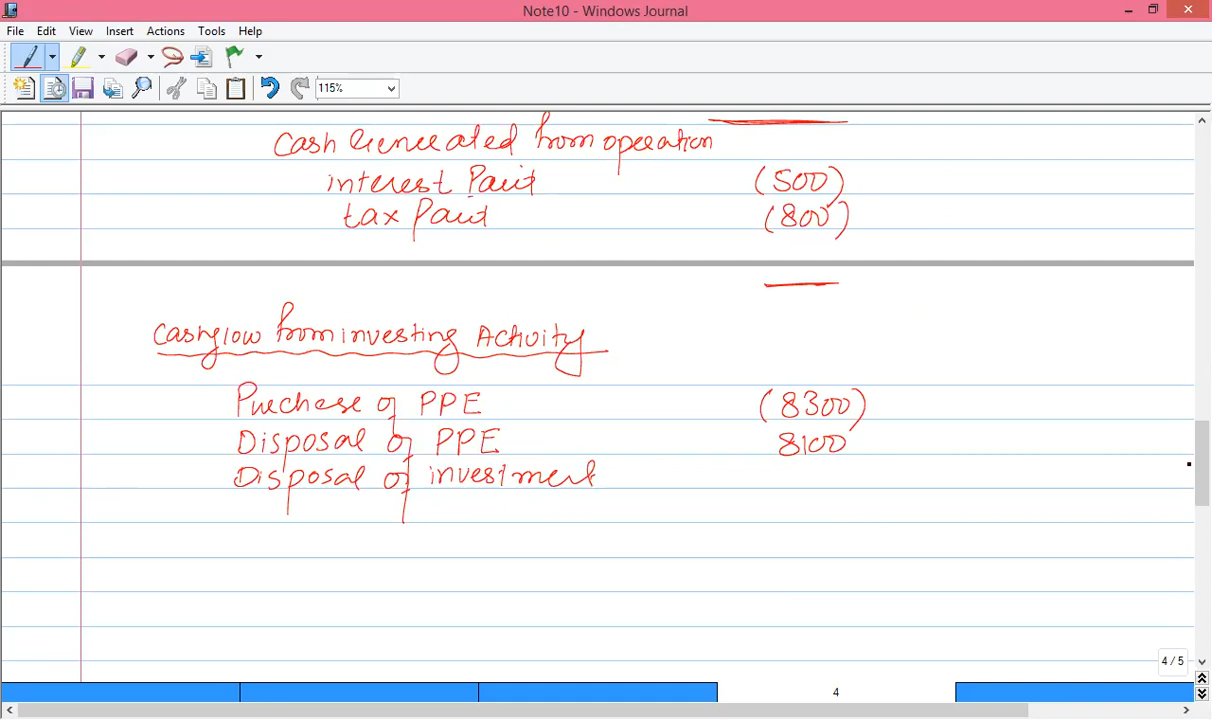 Note10 - Windows Journal
File Edit View Insert Actions Tools Help
115%
Cash Generated from operation
interest Paid (500)
tax Paid (800)
Cashflow from investing Activity
Purchase of PPE (8300)
Disposal of PPE 8100
Disposal of investment
4 / 5
4